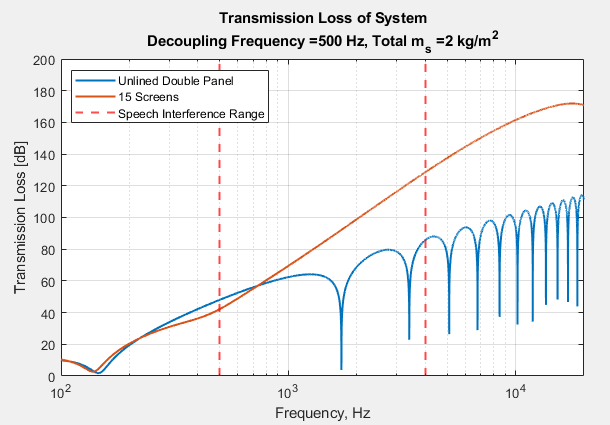 Transmission Loss of System
Decoupling Frequency =500 Hz, Total m_s =2 kg/m^2
200
180
160
140
120
100
80
60
40
20
0
Transmission Loss [dB]
Unlined Double Panel
15 Screens
Speech Interference Range
10^2
10^3
10^4
Frequency, Hz